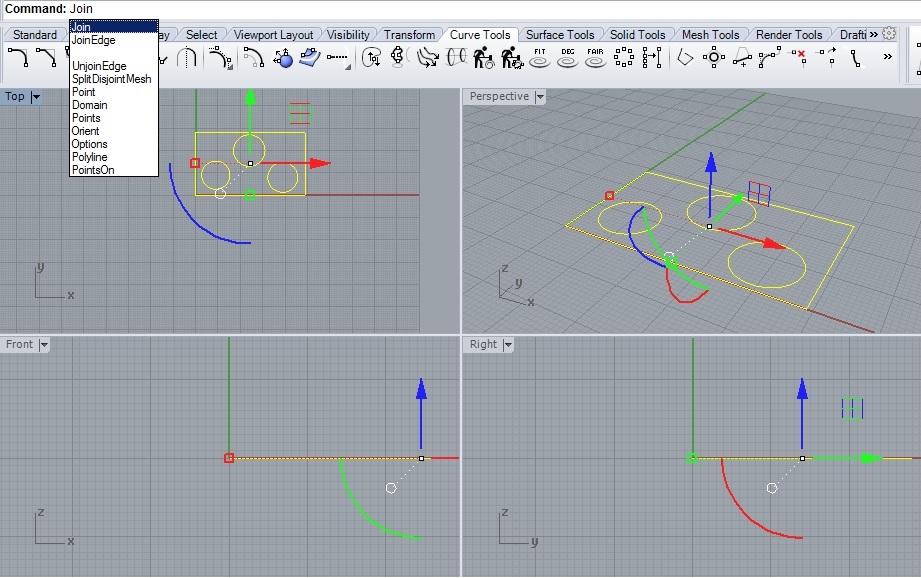 Command: Join
Join
JoinEdge
UnjoinEdge
SplitDisjointMesh
Point
Domain
Points
Orient
Options
Polyline
PointsOn
Standard ay Select Viewport Layout Visibility Transform Curve Tools Surface Tools Solid Tools Mesh Tools Render Tools Drafti »
FIT DEG FAIR »
Top
Perspective
y
x
z
y
x
Front
Right
z
x
z
y